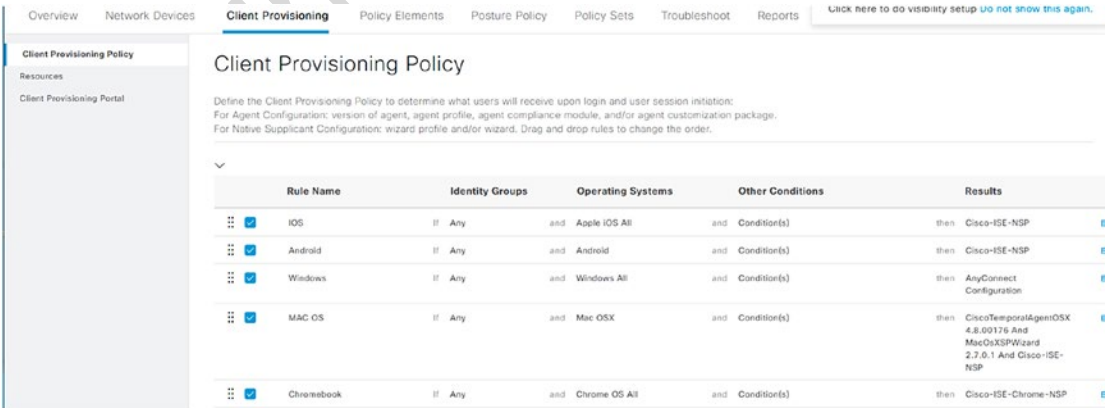 Overview Network Devices Client Provisioning Policy Elements Posture Policy Policy Sets Troubleshoot Reports Click here to do visibility setup Do not show this again.
Client Provisioning Policy
Resources
Client Provisioning Portal
Client Provisioning Policy
Define the Client Provisioning Policy to determine what users will receive upon login and user session initiation:
For Agent Configuration: version of agent, agent profile, agent compliance module, and/or agent customization package.
For Native Supplicant Configuration: wizard profile and/or wizard. Drag and drop rules to change the order.
Rule Name Identity Groups Operating Systems Other Conditions Results
IOS If Any and Apple iOS All and Condition(s) then Cisco-ISE-NSP
Android If Any and Android and Condition(s) then Cisco-ISE-NSP
Windows If Any and Windows All and Condition(s) then AnyConnect
Configuration
MAC OS If Any and Mac OSX and Condition(s) then CiscoTemporalAgentOSX
4.8.00176 And
MacOsXSPWizard
2.7.0.1 And Cisco-ISE-
NSP
Chromebook If Any and Chrome OS All and Condition(s) then Cisco-ISE-Chrome-NSP